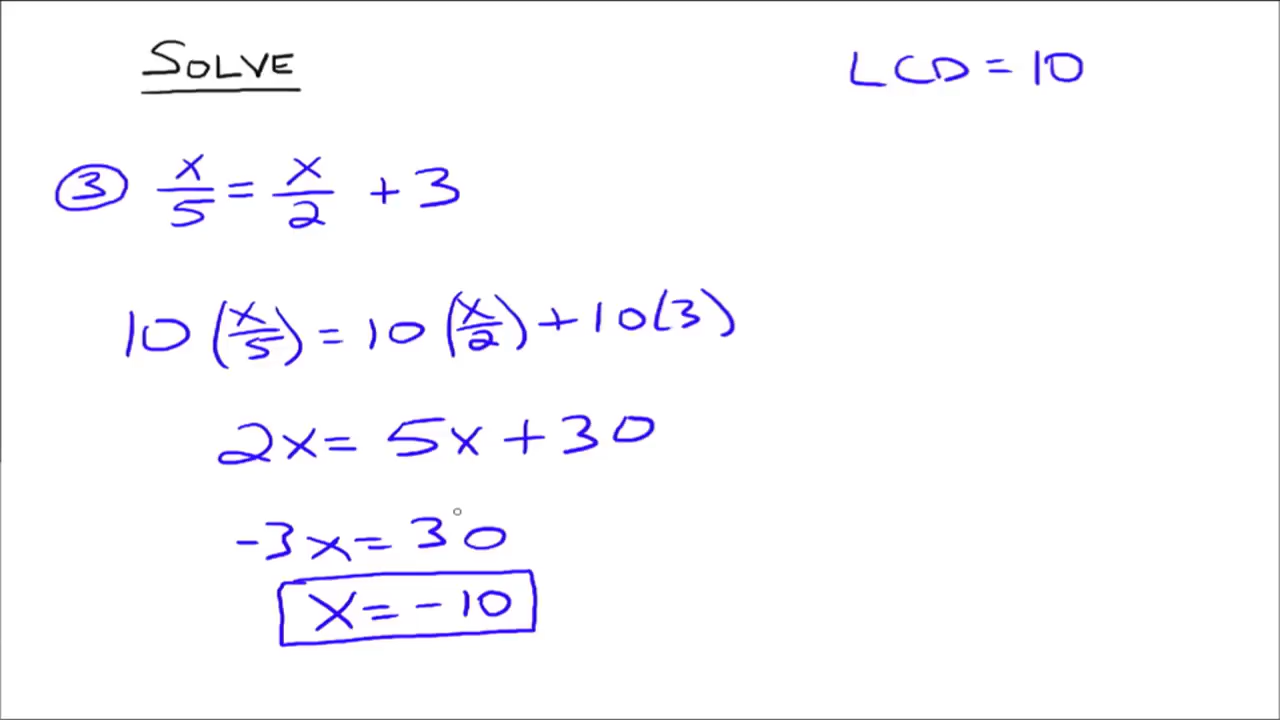 SOLVE
LCD = 10
③ x/5 = x/2 + 3
10(x/5) = 10(x/2) + 10(3)
2x = 5x + 30
-3x = 30
x = -10